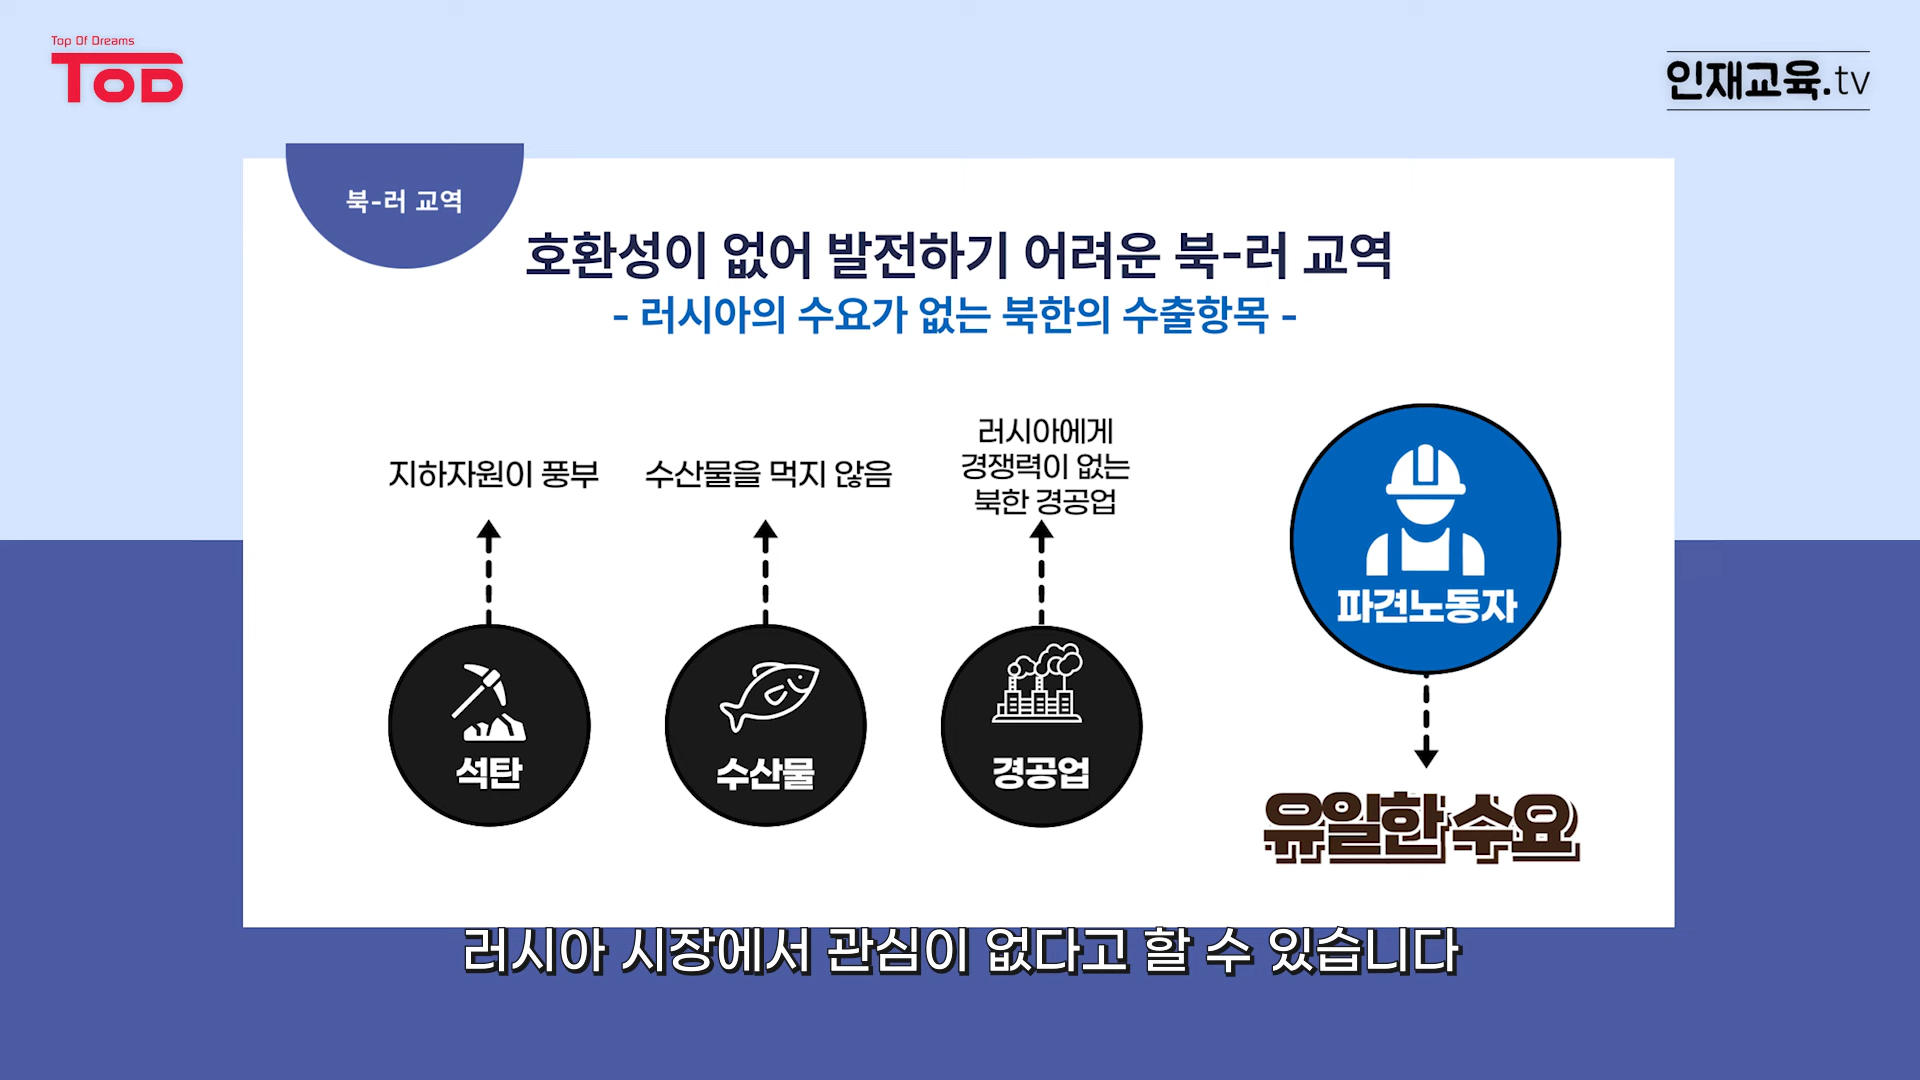 Top Of Dreams
TOD
인재교육.tv
북-러 교역
호환성이 없어 발전하기 어려운 북-러 교역
- 러시아의 수요가 없는 북한의 수출항목 -
지하자원이 풍부
수산물을 먹지 않음
러시아에게
경쟁력이 없는
북한 경공업
파견노동자
석탄
수산물
경공업
유일한 수요
러시아 시장에서 관심이 없다고 할 수 있습니다